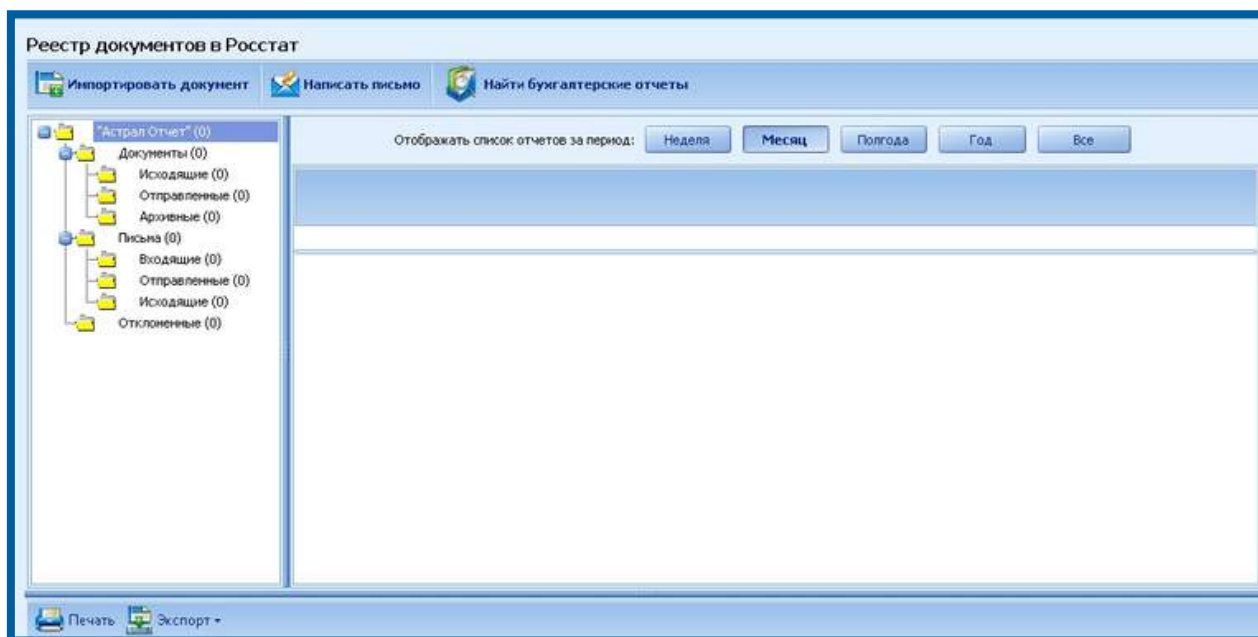 Реестр документов в Росстат
Импортировать документ Написать письмо Найти бухгалтерские отчеты
"Астрал Отчет" (0)
Отображать список отчетов за период: Неделя Месяц Полгода Год Все
Документы (0)
Исходящие (0)
Отправленные (0)
Архивные (0)
Письма (0)
Входящие (0)
Отправленные (0)
Исходящие (0)
Отклоненные (0)
Печать Экспорт